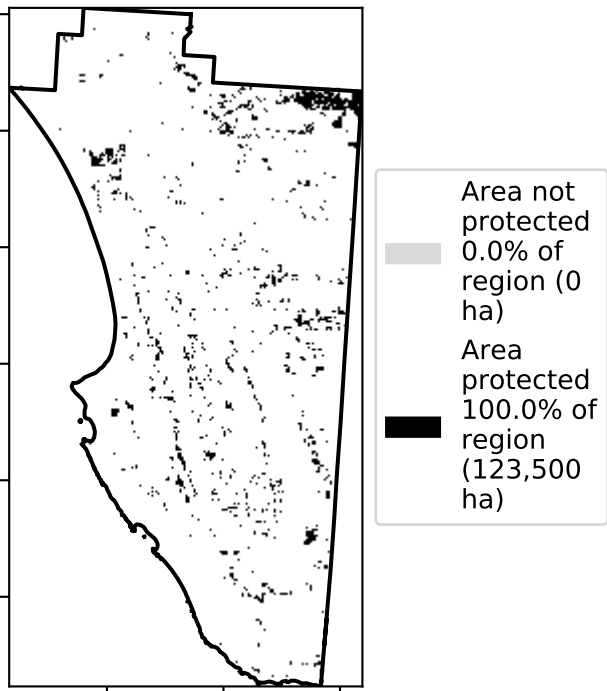 Area not
protected
0.0% of
region (0
ha)
Area
protected
100.0% of
region
(123,500
ha)